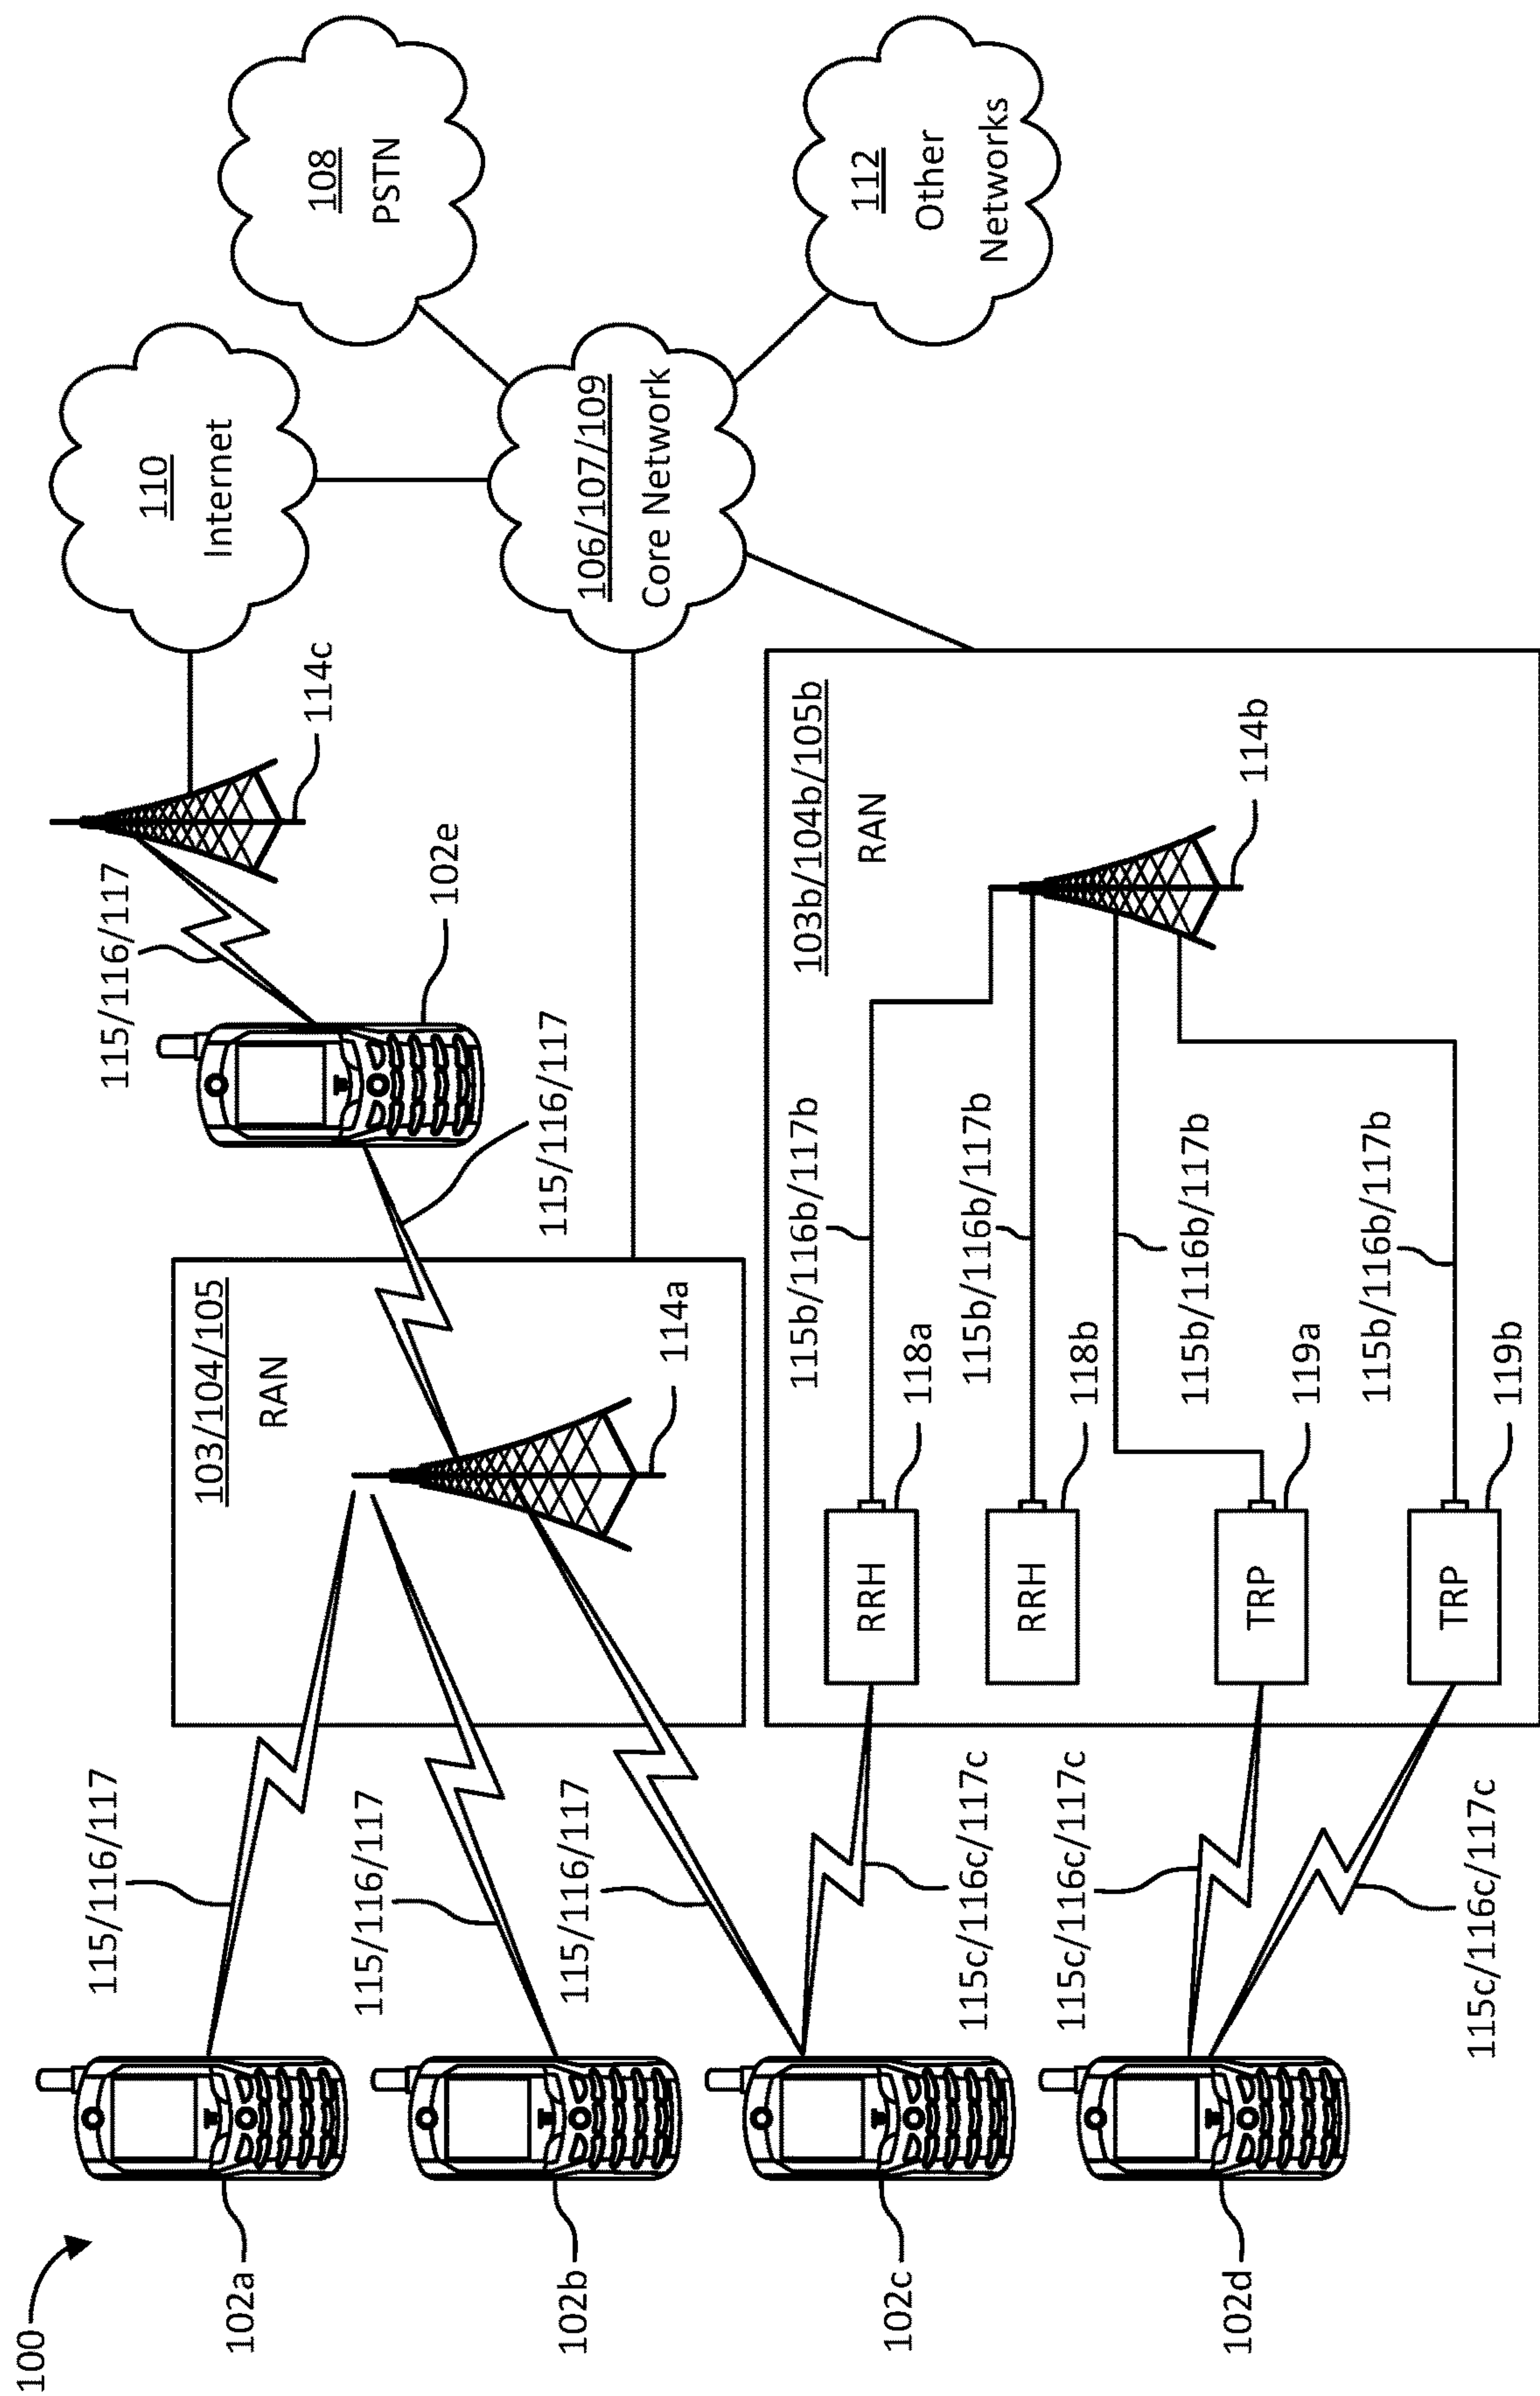 100
102a
102b
102c
102d
115/116/117
115/116/117
115/116/117
115c/116c/117c
115c/116c/117c
115c/116c/117c
103/104/105
RAN
114a
115/116/117
115/116/117
102e
114c
RRH
118a
RRH
118b
TRP
119a
TRP
119b
115b/116b/117b
115b/116b/117b
115b/116b/117b
115b/116b/117b
103b/104b/105b
RAN
114b
110
Internet
106/107/109
Core Network
108
PSTN
112
Other
Networks